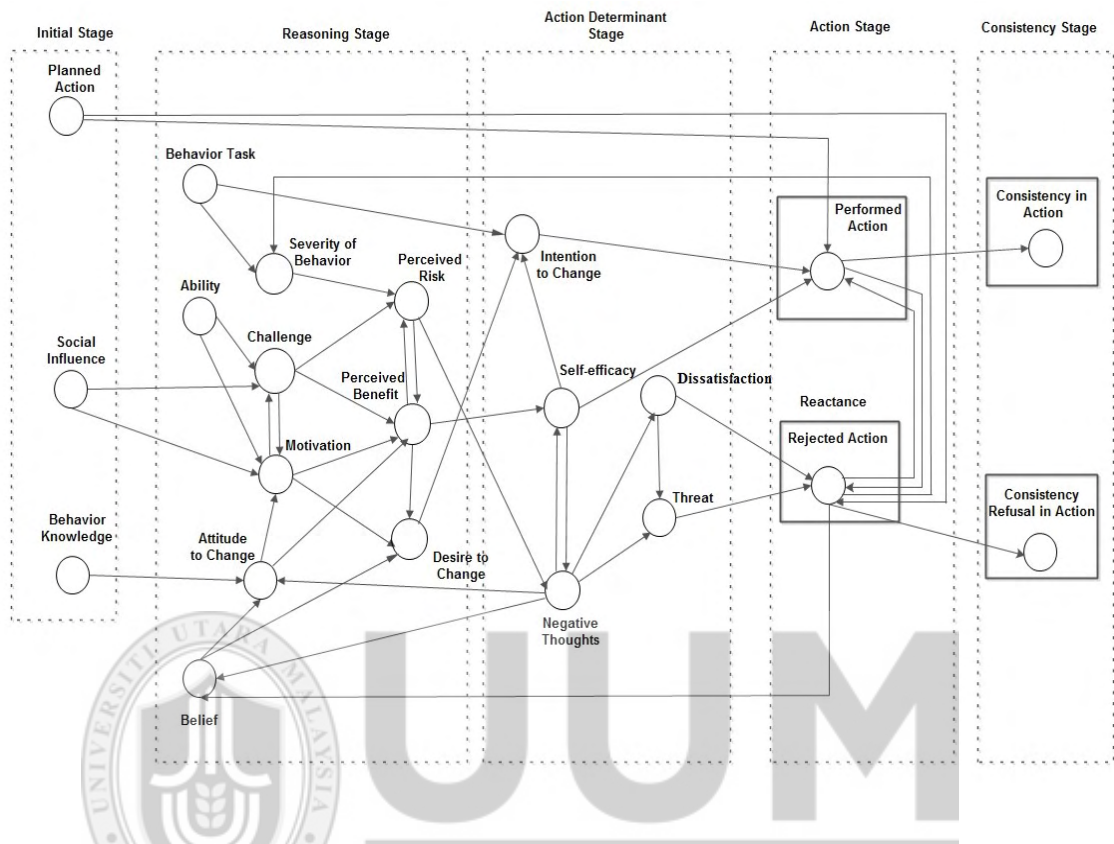 Initial Stage
Reasoning Stage
Action Determinant
Stage
Action Stage
Consistency Stage
Planned
Action
Behavior Task
Severity of
Behavior
Perceived
Risk
Ability
Challenge
Social
Influence
Perceived
Benefit
Motivation
Behavior
Knowledge
Attitude
to Change
Desire to
Change
Belief
Intention
to Change
Self-efficacy
Dissatisfaction
Threat
Negative
Thoughts
Performed
Action
Reactance
Rejected Action
Consistency in
Action
Consistency
Refusal in Action
UNIVERSITI UTARA MALAYSIA
UUM